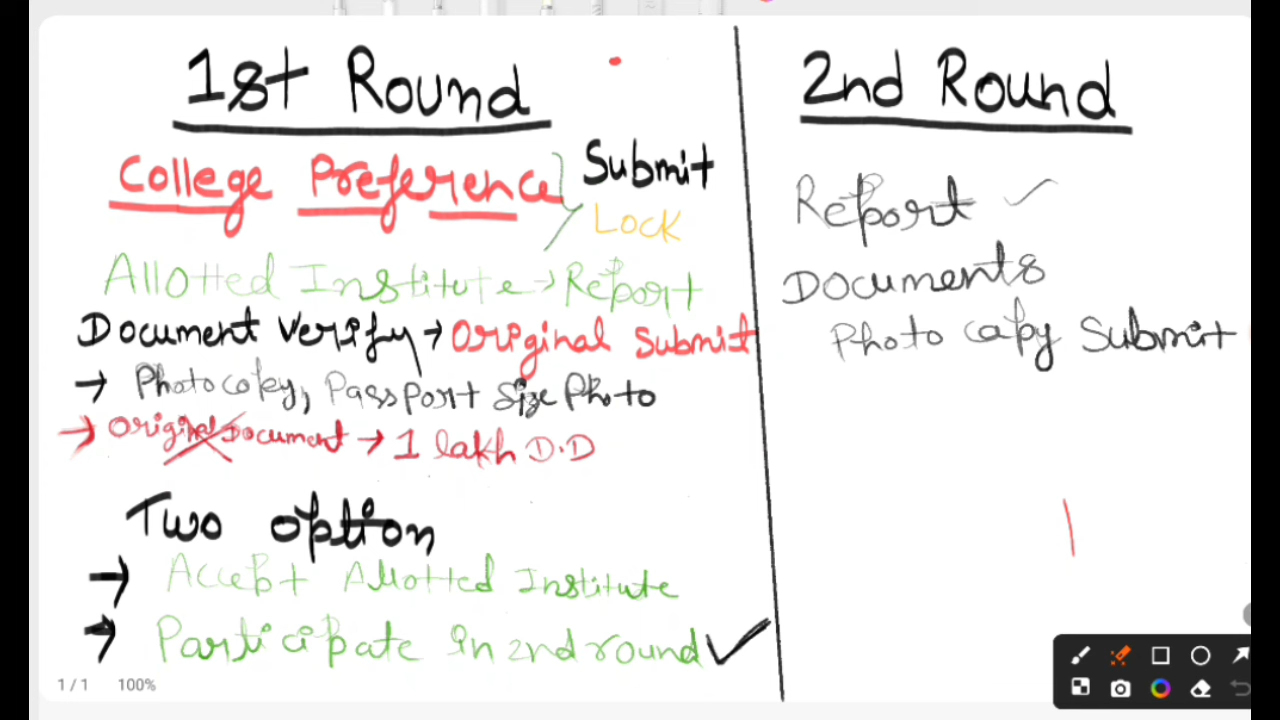 1st Round
College Preference
Submit
Lock
Allotted Institute → Report
Document Verify → Original Submit
→ Photocopy, Passport Size Photo
→ Original Document → 1 lakh D.D
Two option
→ Accept Allotted Institute
→ Participate in 2nd round ✓
2nd Round
Report ✓
Documents
Photo Copy Submit
1 / 1 100%